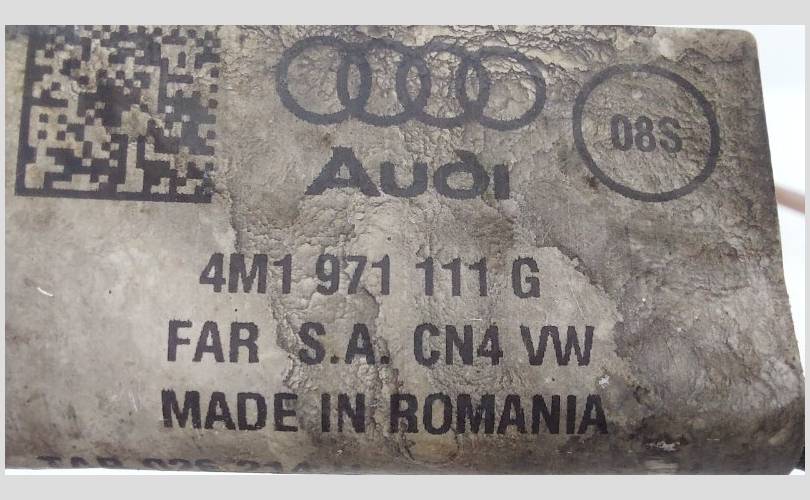 08S
Audi
4M1 971 111 G
FAR S.A. CN4 VW
MADE IN ROMANIA